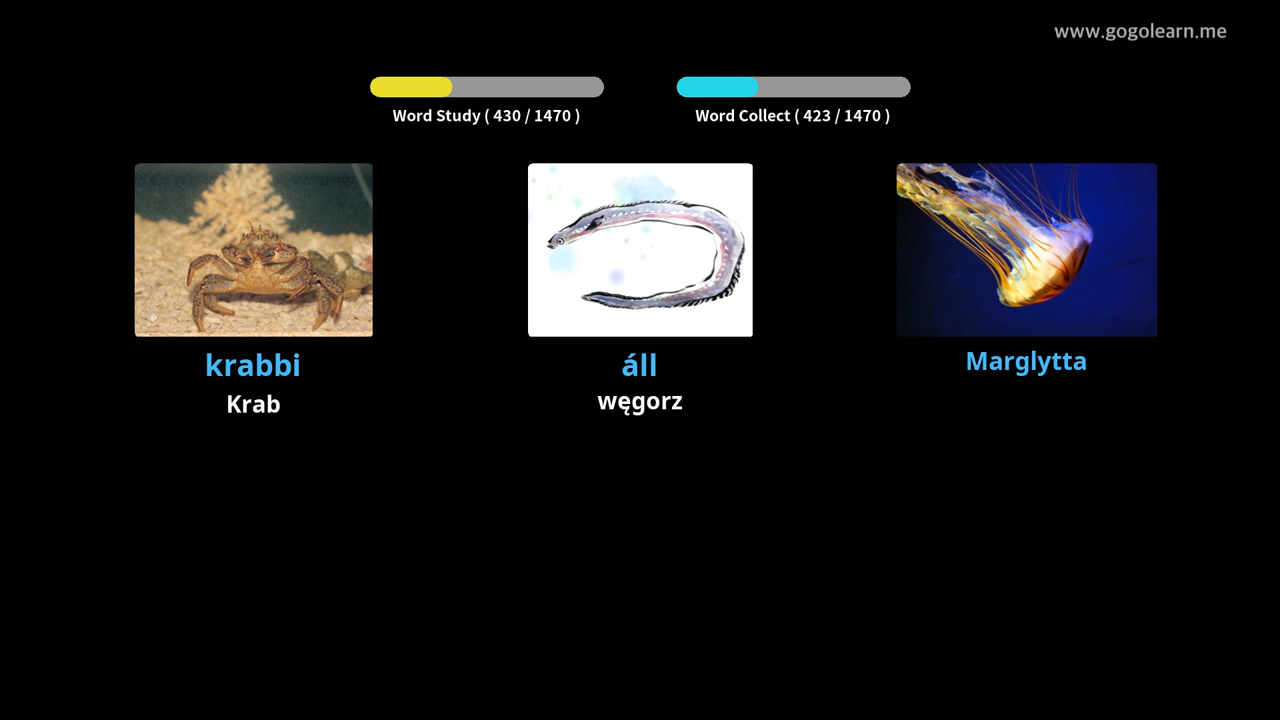 www.gogolearn.me
Word Study ( 430 / 1470 )
Word Collect ( 423 / 1470 )
krabbi
Krab
áll
węgorz
Marglytta